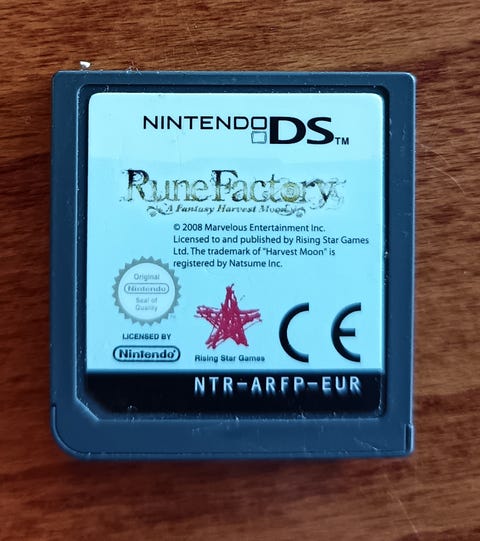 NINTENDO DS™
Rune Factory
A Fantasy Harvest Moon
© 2008 Marvelous Entertainment Inc.
Licensed to and published by Rising Star Games
Ltd. The trademark of "Harvest Moon" is
registered by Natsume Inc.
Original
Nintendo
Seal of
Quality
TM
LICENSED BY
Nintendo®
Rising Star Games
CE
NTR-ARFP-EUR